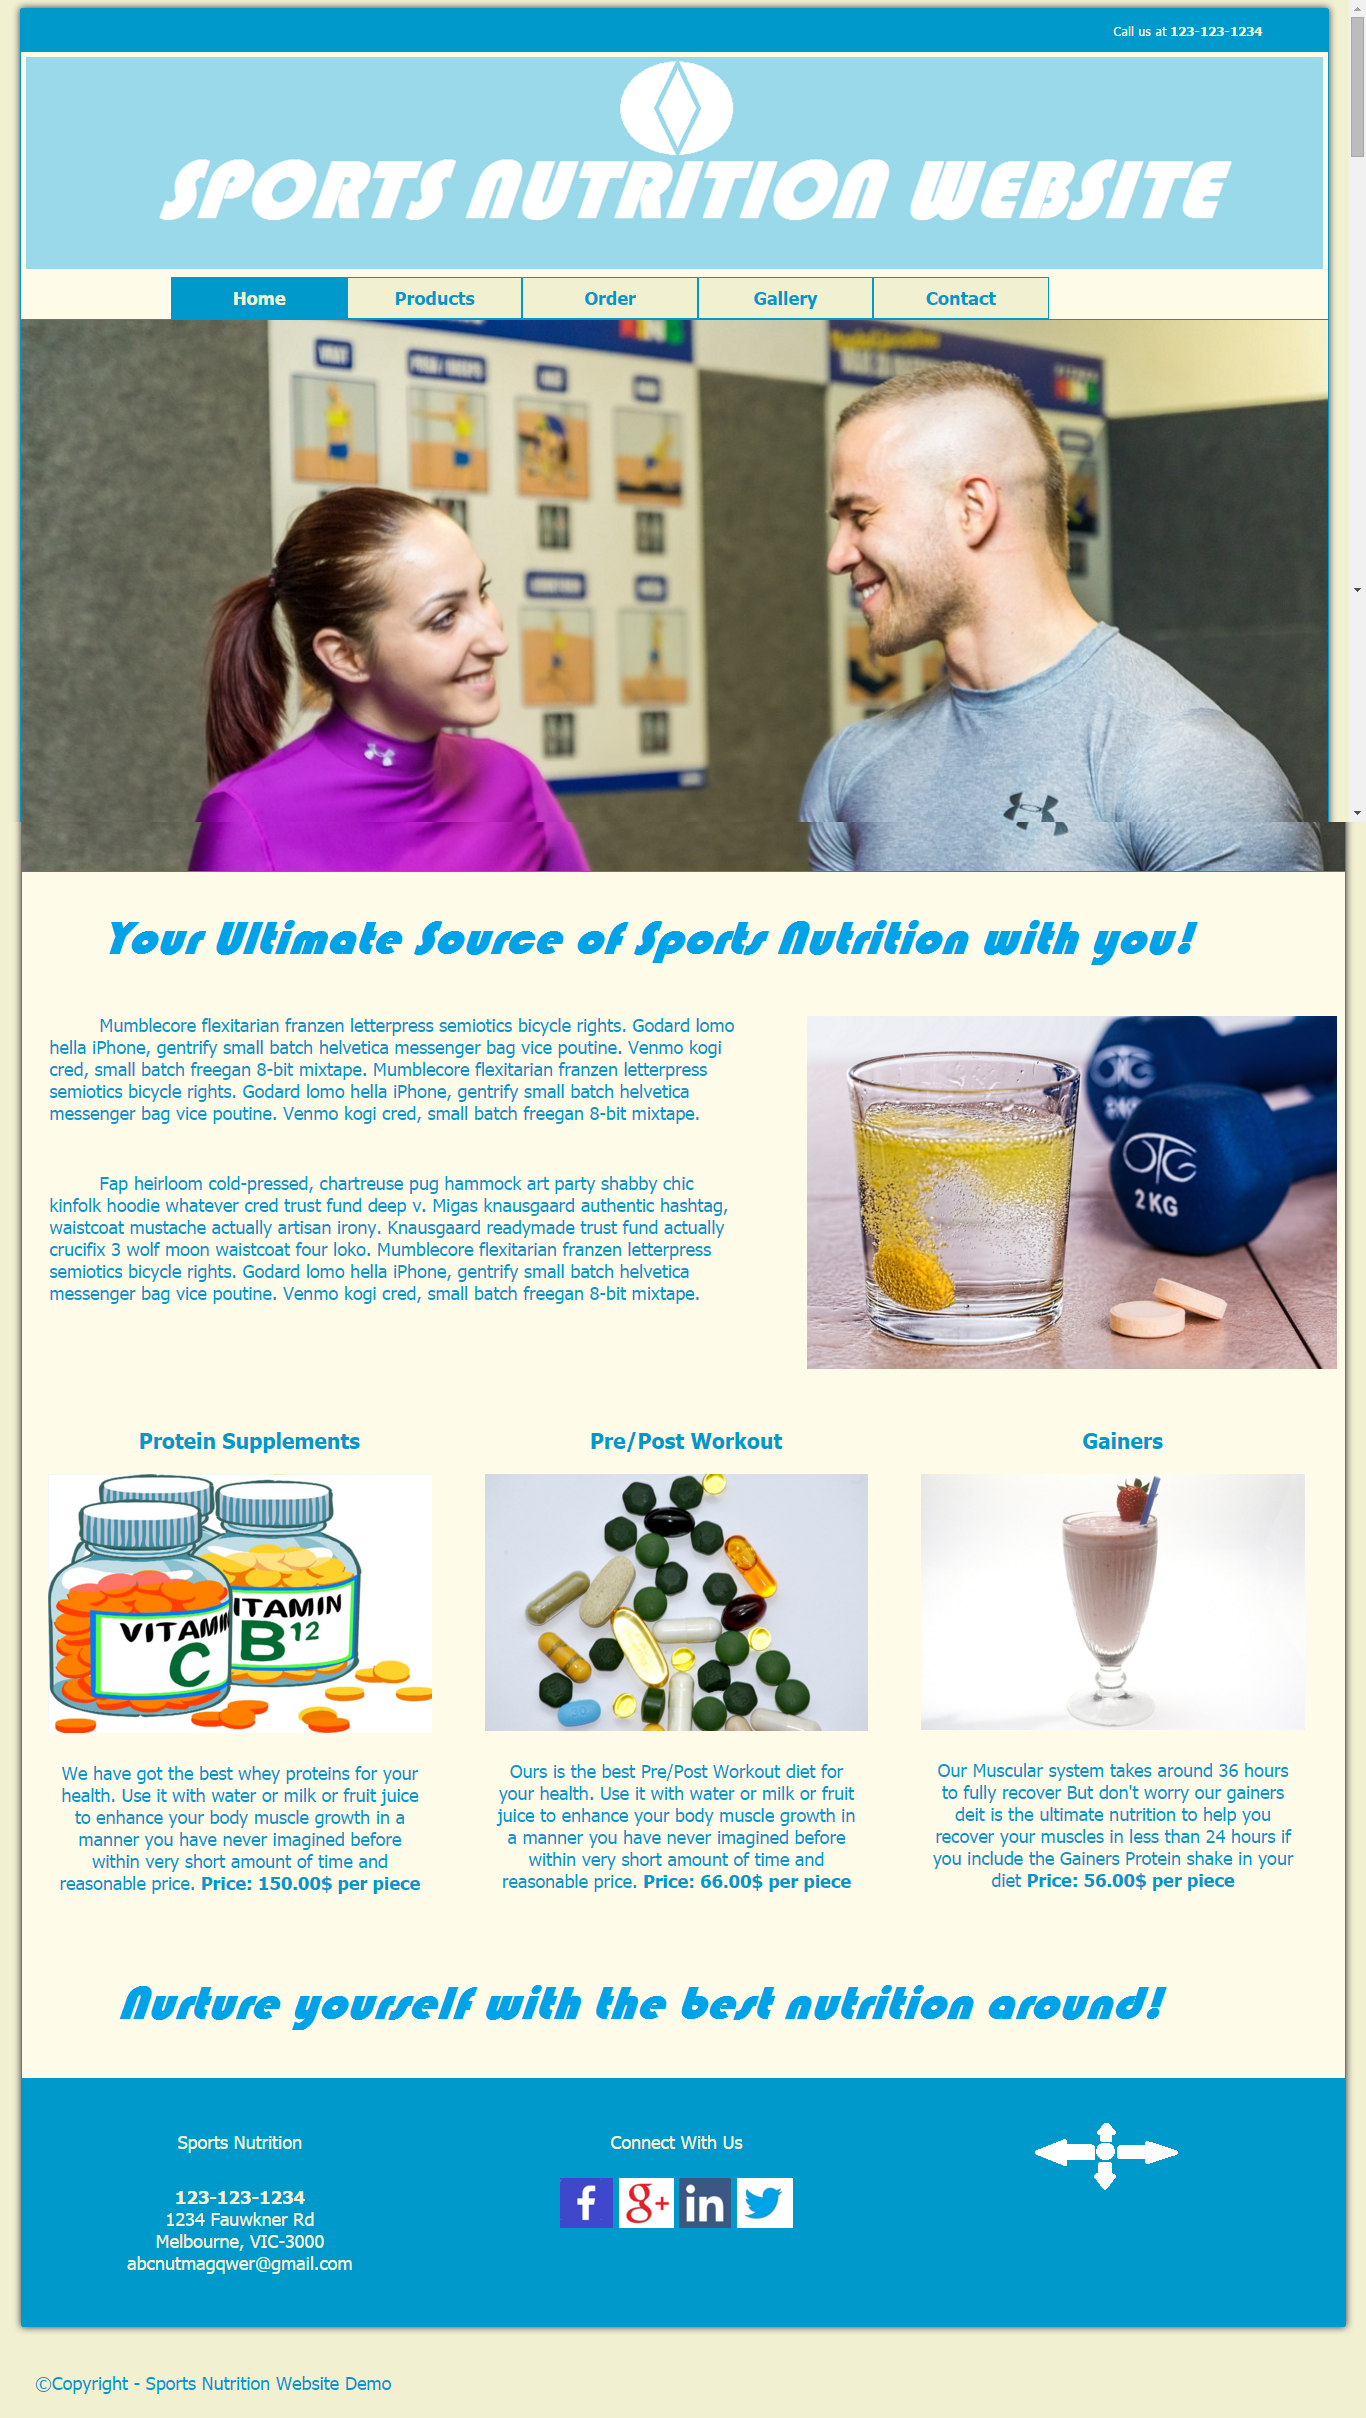 Call us at 123-123-1234
SPORTS NUTRITION WEBSITE
Home
Products
Order
Gallery
Contact
Your Ultimate Source of Sports Nutrition with you!
Mumblecore flexitarian franzen letterpress semiotics bicycle rights. Godard lomo
hella iPhone, gentrify small batch helvetica messenger bag vice poutine. Venmo kogi
cred, small batch freegan 8-bit mixtape. Mumblecore flexitarian franzen letterpress
semiotics bicycle rights. Godard lomo hella iPhone, gentrify small batch helvetica
messenger bag vice poutine. Venmo kogi cred, small batch freegan 8-bit mixtape.
Fap heirloom cold-pressed, chartreuse pug hammock art party shabby chic
kinfolk hoodie whatever cred trust fund deep v. Migas knausgaard authentic hashtag,
waistcoat mustache actually artisan irony. Knausgaard readymade trust fund actually
crucifix 3 wolf moon waistcoat four loko. Mumblecore flexitarian franzen letterpress
semiotics bicycle rights. Godard lomo hella iPhone, gentrify small batch helvetica
messenger bag vice poutine. Venmo kogi cred, small batch freegan 8-bit mixtape.
OTG
2 KG
Protein Supplements
VITAMIN
C
B12
We have got the best whey proteins for your
health. Use it with water or milk or fruit juice
to enhance your body muscle growth in a
manner you have never imagined before
within very short amount of time and
reasonable price. Price: 150.00$ per piece
Pre/Post Workout
Ours is the best Pre/Post Workout diet for
your health. Use it with water or milk or fruit
juice to enhance your body muscle growth in
a manner you have never imagined before
within very short amount of time and
reasonable price. Price: 66.00$ per piece
Gainers
Our Muscular system takes around 36 hours
to fully recover But don't worry our gainers
deit is the ultimate nutrition to help you
recover your muscles in less than 24 hours if
you include the Gainers Protein shake in your
diet Price: 56.00$ per piece
Nurture yourself with the best nutrition around!
Sports Nutrition
123-123-1234
1234 Fauwkner Rd
Melbourne, VIC-3000
abcnutmagqwer@gmail.com
Connect With Us
f g+ in
©Copyright - Sports Nutrition Website Demo